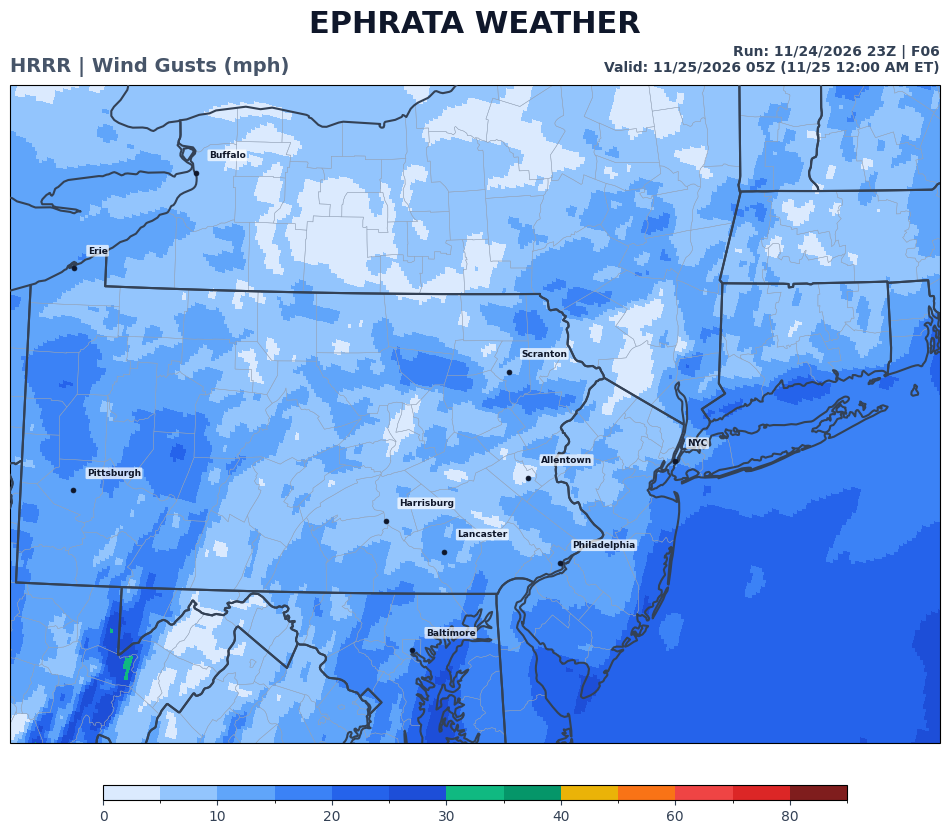 EPHRATA WEATHER
HRRR | Wind Gusts (mph)
Run: 11/24/2026 23Z | F06
Valid: 11/25/2026 05Z (11/25 12:00 AM ET)
Buffalo
Erie
Scranton
NYC
Allentown
Pittsburgh
Harrisburg
Lancaster
Philadelphia
Baltimore
0 10 20 30 40 50 60 70 80